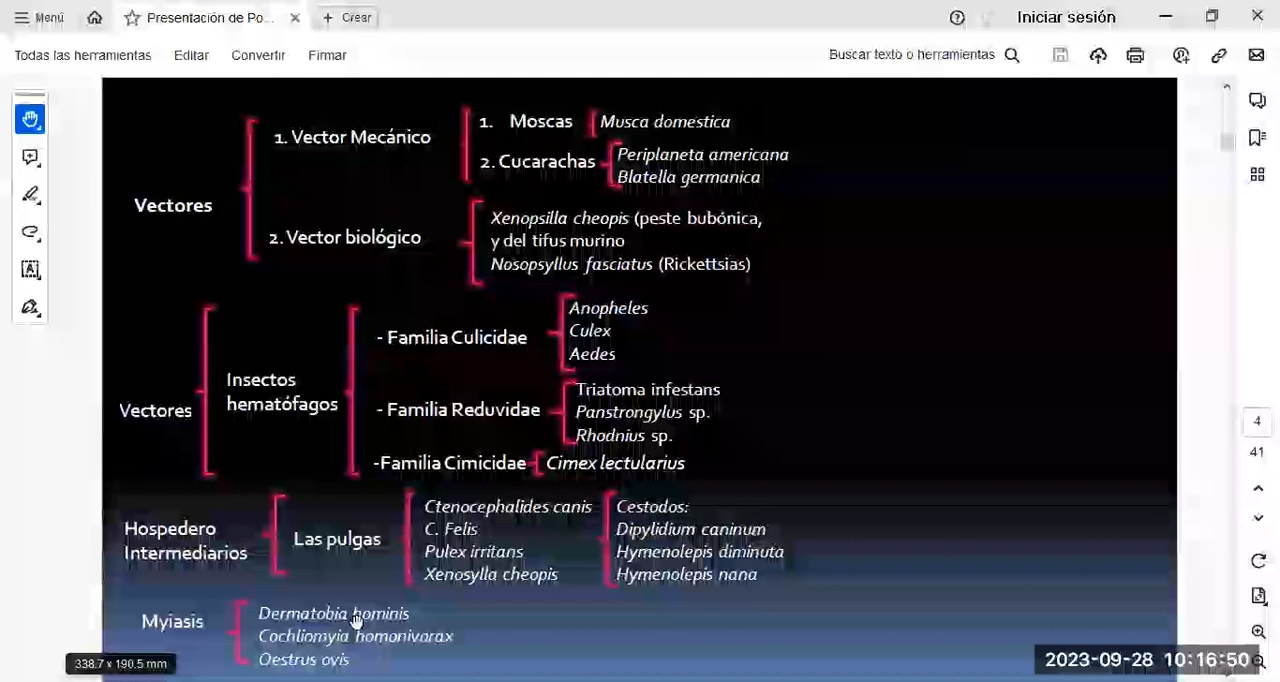 Menú
Presentación de Po...
Crear
Iniciar sesión
Todas las herramientas
Editar
Convertir
Firmar
Buscar texto o herramientas
Vectores
1. Vector Mecánico
1. Moscas
Musca domestica
2. Cucarachas
Periplaneta americana
Blatella germanica
2. Vector biológico
Xenopsilla cheopis (peste bubónica,
y del tifus murino
Nosopsyllus fasciatus (Rickettsias)
Vectores
Insectos
hematófagos
- Familia Culicidae
Anopheles
Culex
Aedes
- Familia Reduvidae
Triatoma infestans
Panstrongylus sp.
Rhodnius sp.
-Familia Cimicidae
Cimex lectularius
Hospedero
Intermediarios
Las pulgas
Ctenocephalides canis
C. Felis
Pulex irritans
Xenosylla cheopis
Cestodos:
Dipylidium caninum
Hymenolepis diminuta
Hymenolepis nana
Myiasis
Dermatobia hominis
Cochliomyia homonivarax
Oestrus ovis
4
41
338.7 x 190.5 mm
2023-09-28 10:16:50